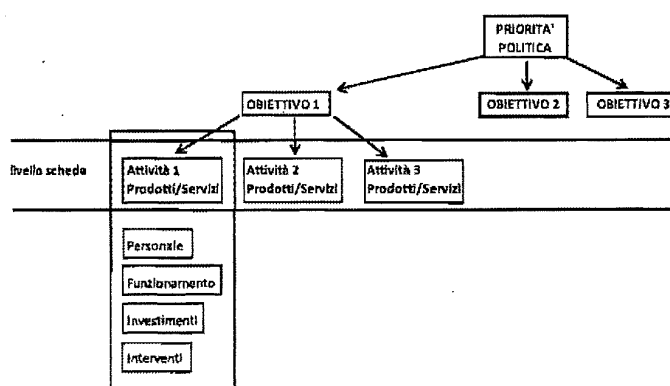 PRIORITA'
POLITICA
OBIETTIVO 1
OBIETTIVO 2
OBIETTIVO 3
livello schede
Attività 1
Prodotti/Servizi
Attività 2
Prodotti/Servizi
Attività 3
Prodotti/Servizi
Personale
Funzionamento
Investimenti
Interventi